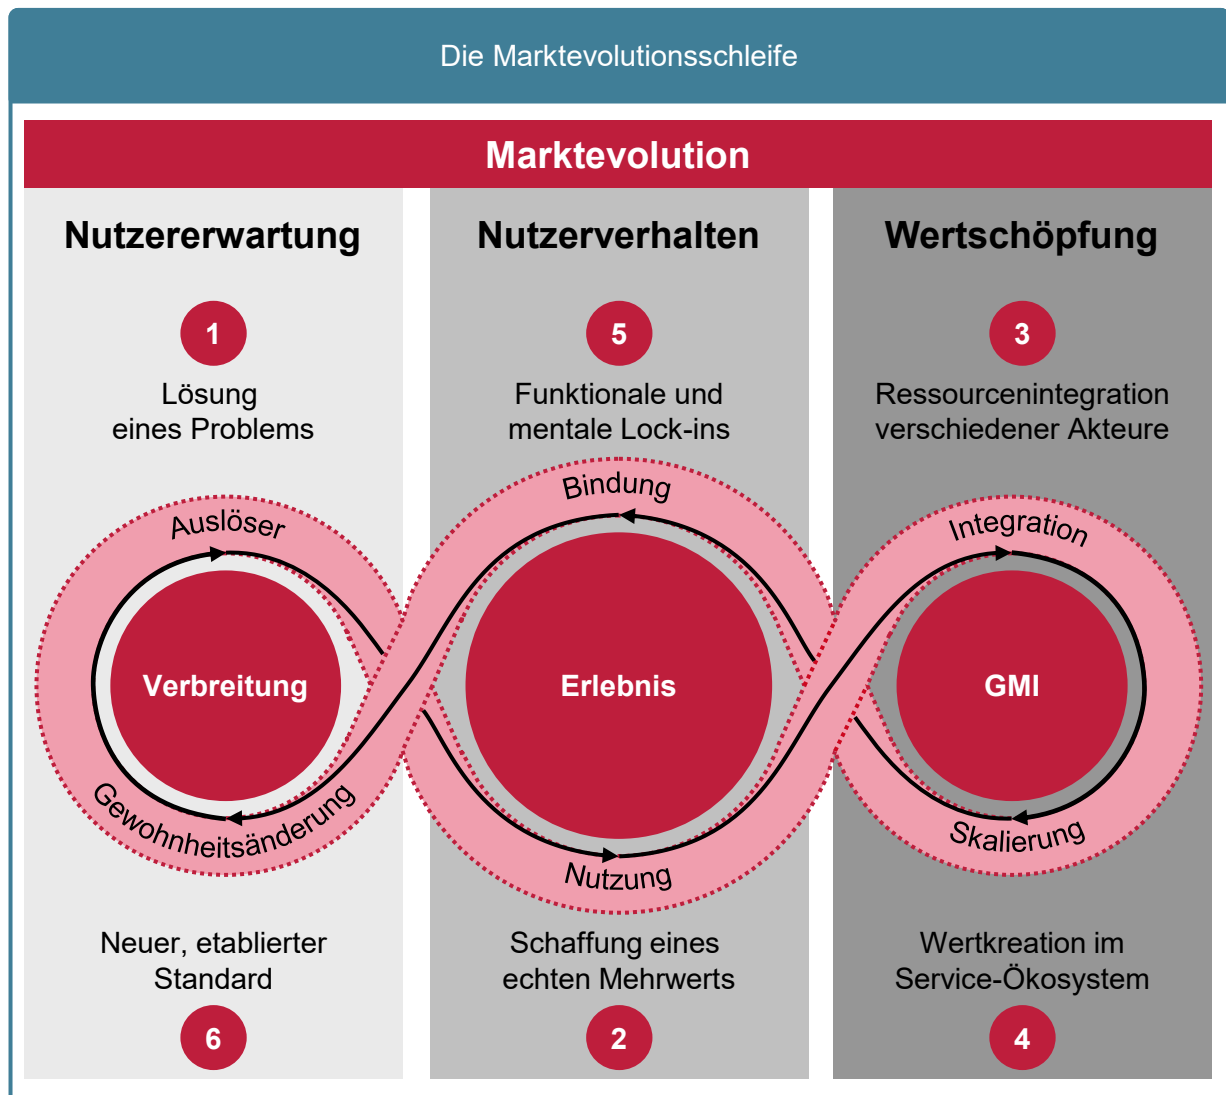 Die Marktevolutionsschleife
Marktevolution
Nutzererwartung
Nutzerverhalten
Wertschöpfung
1
5
3
Lösung
eines Problems
Funktionale und
mentale Lock-ins
Ressourcenintegration
verschiedener Akteure
Auslöser
Bindung
Integration
Verbreitung
Erlebnis
GMI
Gewohnheitsänderung
Nutzung
Skalierung
Neuer, etablierter
Standard
Schaffung eines
echten Mehrwerts
Wertkreation im
Service-Ökosystem
6
2
4